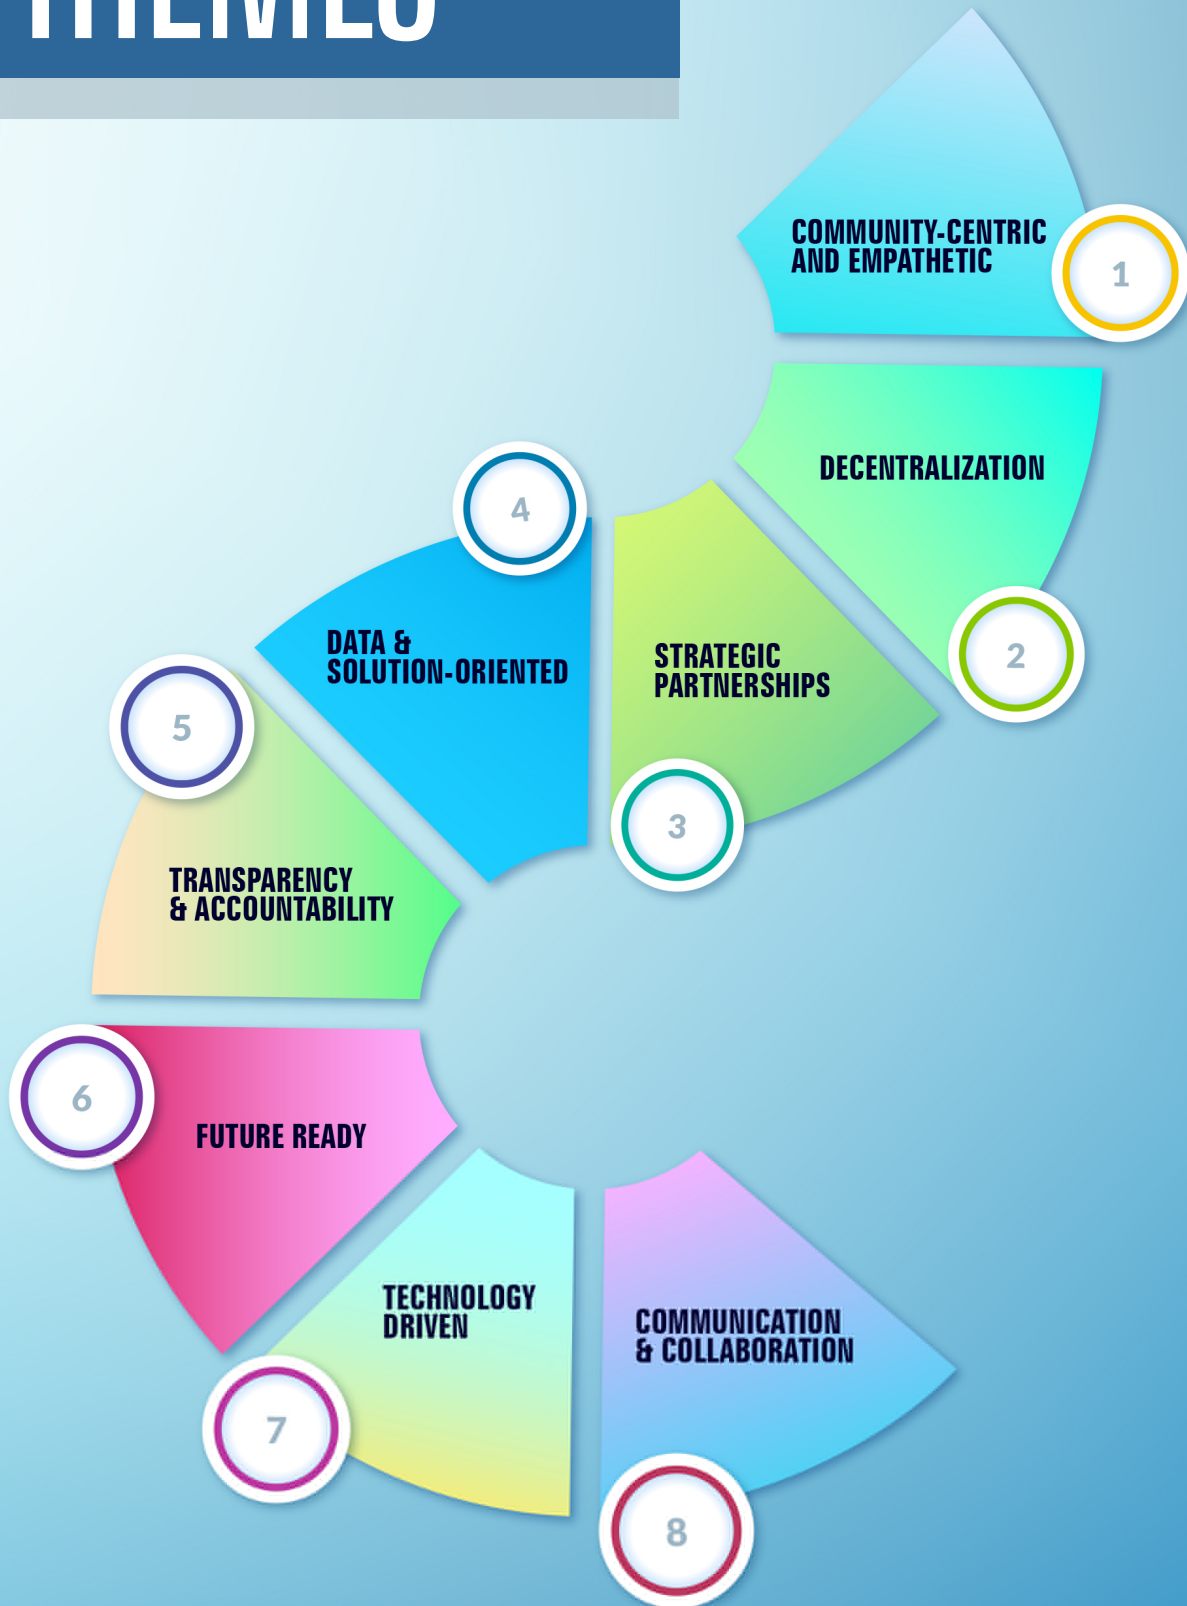 THEMES
COMMUNITY-CENTRIC
AND EMPATHETIC
1
DECENTRALIZATION
2
STRATEGIC
PARTNERSHIPS
3
4
DATA &
SOLUTION-ORIENTED
5
TRANSPARENCY
& ACCOUNTABILITY
6
FUTURE READY
7
TECHNOLOGY
DRIVEN
COMMUNICATION
& COLLABORATION
8